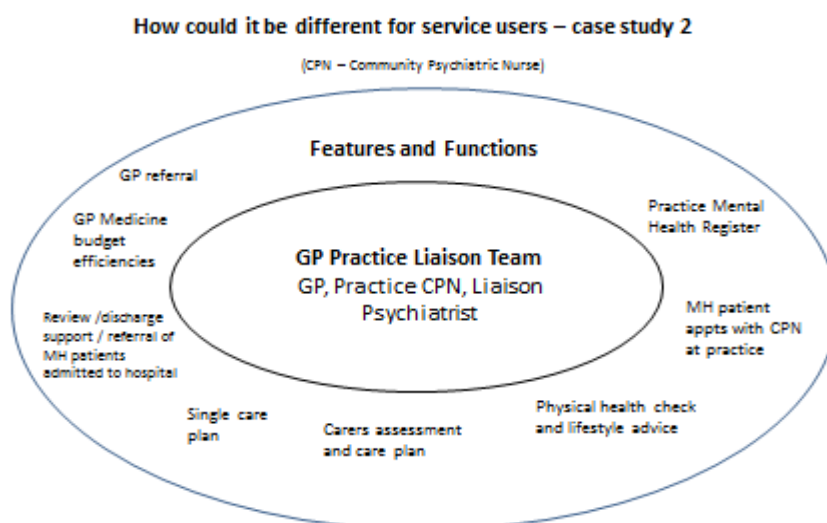 How could it be different for service users – case study 2
(CPN – Community Psychiatric Nurse)
Features and Functions
GP referral
GP Medicine
budget
efficiencies
Review /discharge
support / referral of
MH patients
admitted to hospital
Single care
plan
Carers assessment
and care plan
Physical health check
and lifestyle advice
MH patient
appts with CPN
at practice
Practice Mental
Health Register
GP Practice Liaison Team
GP, Practice CPN, Liaison
Psychiatrist